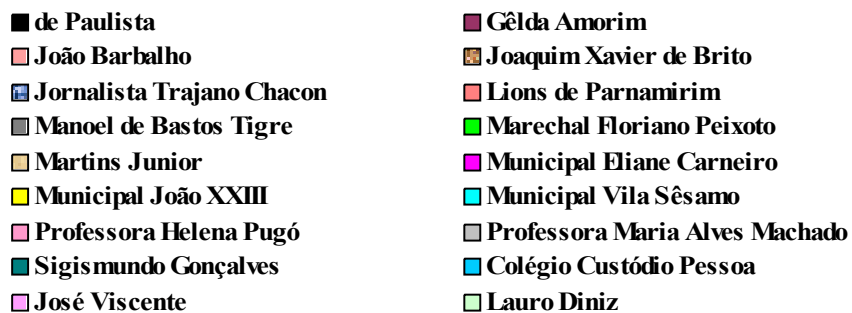 de Paulista
Gêlda Amorim
João Barbalho
Joaquim Xavier de Brito
Jornalista Trajano Chacon
Lions de Parnamirim
Manoel de Bastos Tigre
Marechal Floriano Peixoto
Martins Junior
Municipal Eliane Carneiro
Municipal João XXIII
Municipal Vila Sêsamo
Professora Helena Pugó
Professora Maria Alves Machado
Sigismundo Gonçalves
Colégio Custódio Pessoa
José Viscente
Lauro Diniz